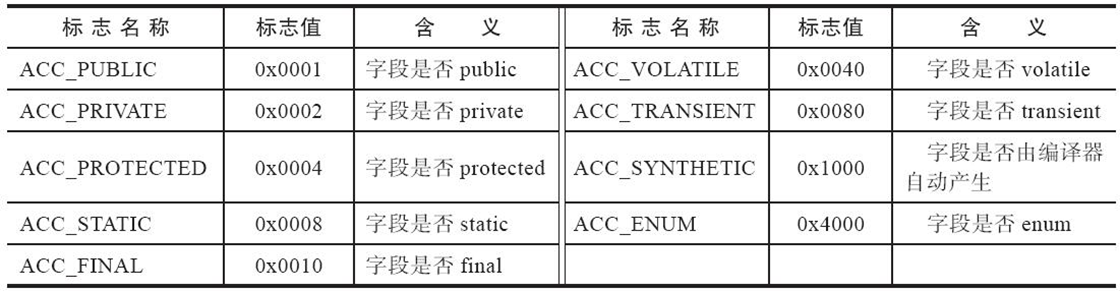 标志名称 标志值 含 义 标志名称 标志值 含 义
ACC_PUBLIC 0x0001 字段是否 public ACC_VOLATILE 0x0040 字段是否 volatile
ACC_PRIVATE 0x0002 字段是否 private ACC_TRANSIENT 0x0080 字段是否 transient
ACC_PROTECTED 0x0004 字段是否 protected ACC_SYNTHETIC 0x1000 字段是否由编译器
自动产生
ACC_STATIC 0x0008 字段是否 static ACC_ENUM 0x4000 字段是否 enum
ACC_FINAL 0x0010 字段是否 final